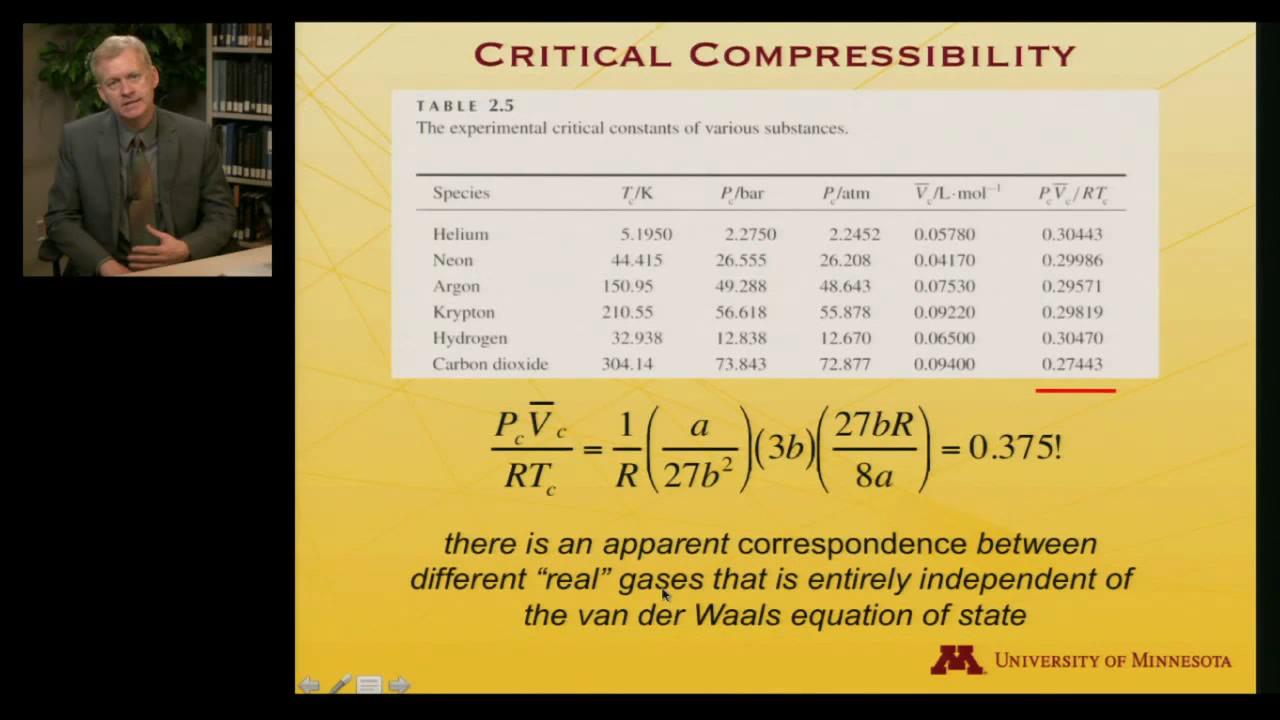 CRITICAL COMPRESSIBILITY
TABLE 2.5
The experimental critical constants of various substances.
Species T_c/K P_c/bar P_c/atm V̅_c/L·mol⁻¹ P_cV̅_c/RT_c
Helium 5.1950 2.2750 2.2452 0.05780 0.30443
Neon 44.415 26.555 26.208 0.04170 0.29986
Argon 150.95 49.288 48.643 0.07530 0.29571
Krypton 210.55 56.618 55.878 0.09220 0.29819
Hydrogen 32.938 12.838 12.670 0.06500 0.30470
Carbon dioxide 304.14 73.843 72.877 0.09400 0.27443
P_cV̅_c/RT_c = 1/R (a/27b²)(3b)(27bR/8a) = 0.375!
there is an apparent correspondence between
different “real” gases that is entirely independent of
the van der Waals equation of state
M UNIVERSITY OF MINNESOTA